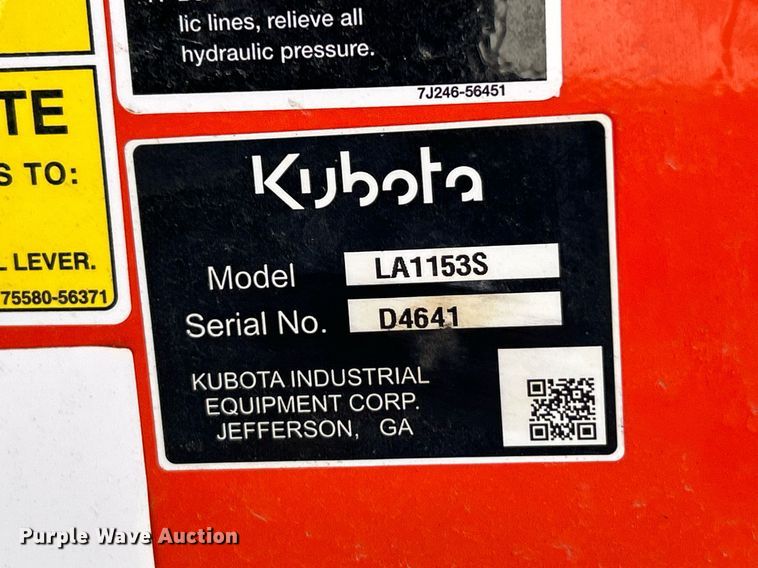 lic lines, relieve all
hydraulic pressure.
7J246-56451
TE
S TO:
L LEVER.
75580-56371
Kubota
Model LA1153S
Serial No. D4641
KUBOTA INDUSTRIAL
EQUIPMENT CORP.
JEFFERSON, GA
Purple Wave Auction